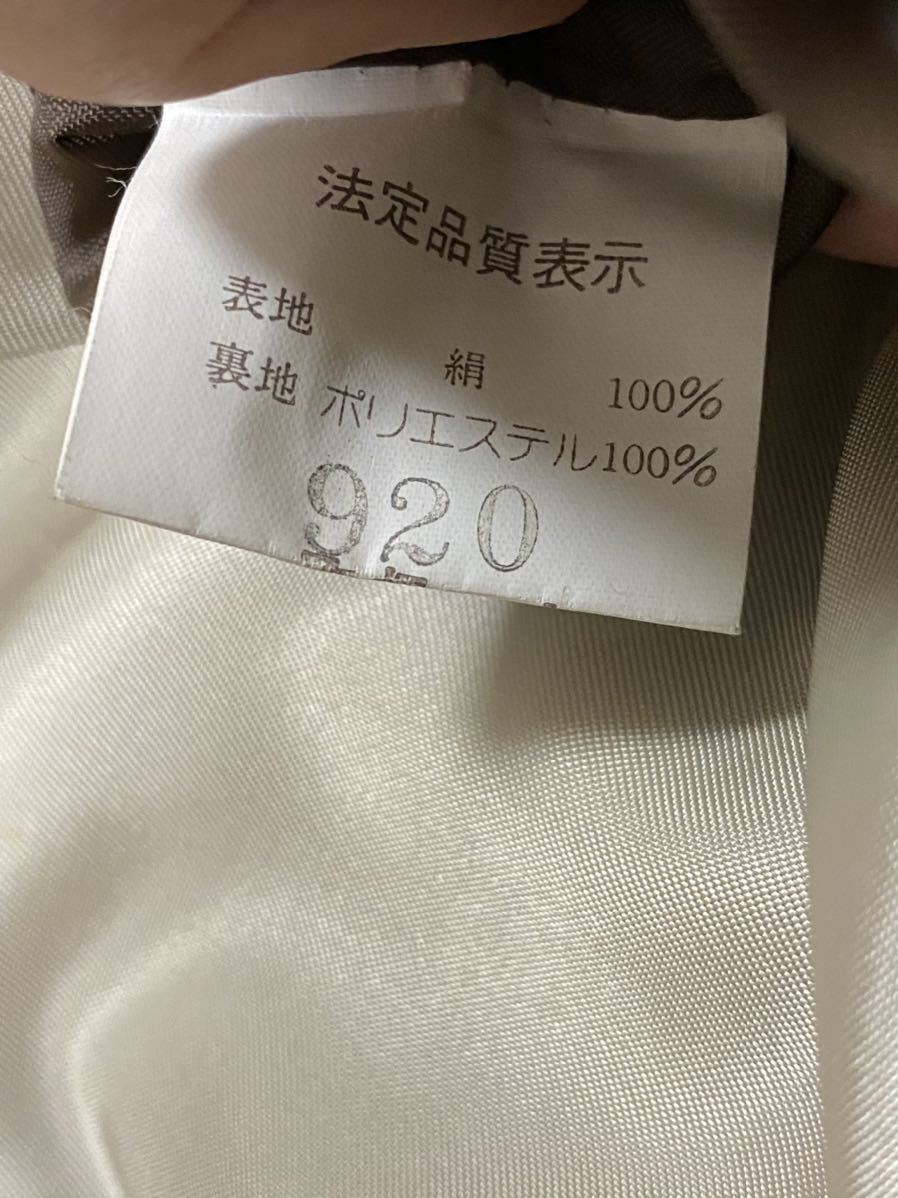 法定品質表示
表地 絹 100%
裏地 ポリエステル100%
920